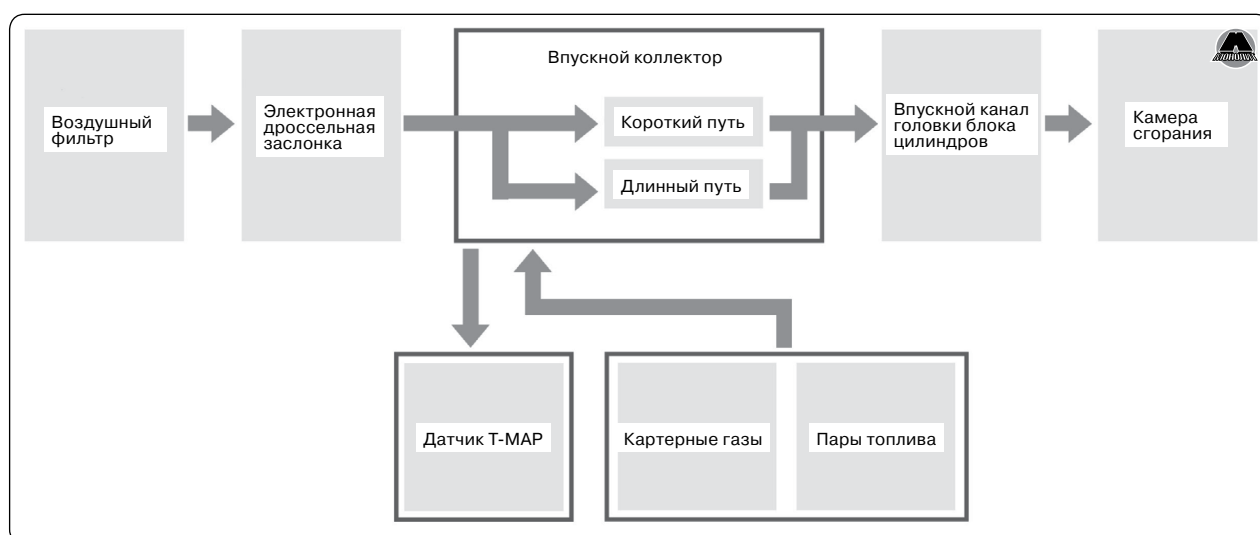 Впускной коллектор
Воздушный
фильтр
Электронная
дроссельная
заслонка
Короткий путь
Длинный путь
Впускной канал
головки блока
цилиндров
Камера
сгорания
Датчик T-MAP
Картерные газы
Пары топлива